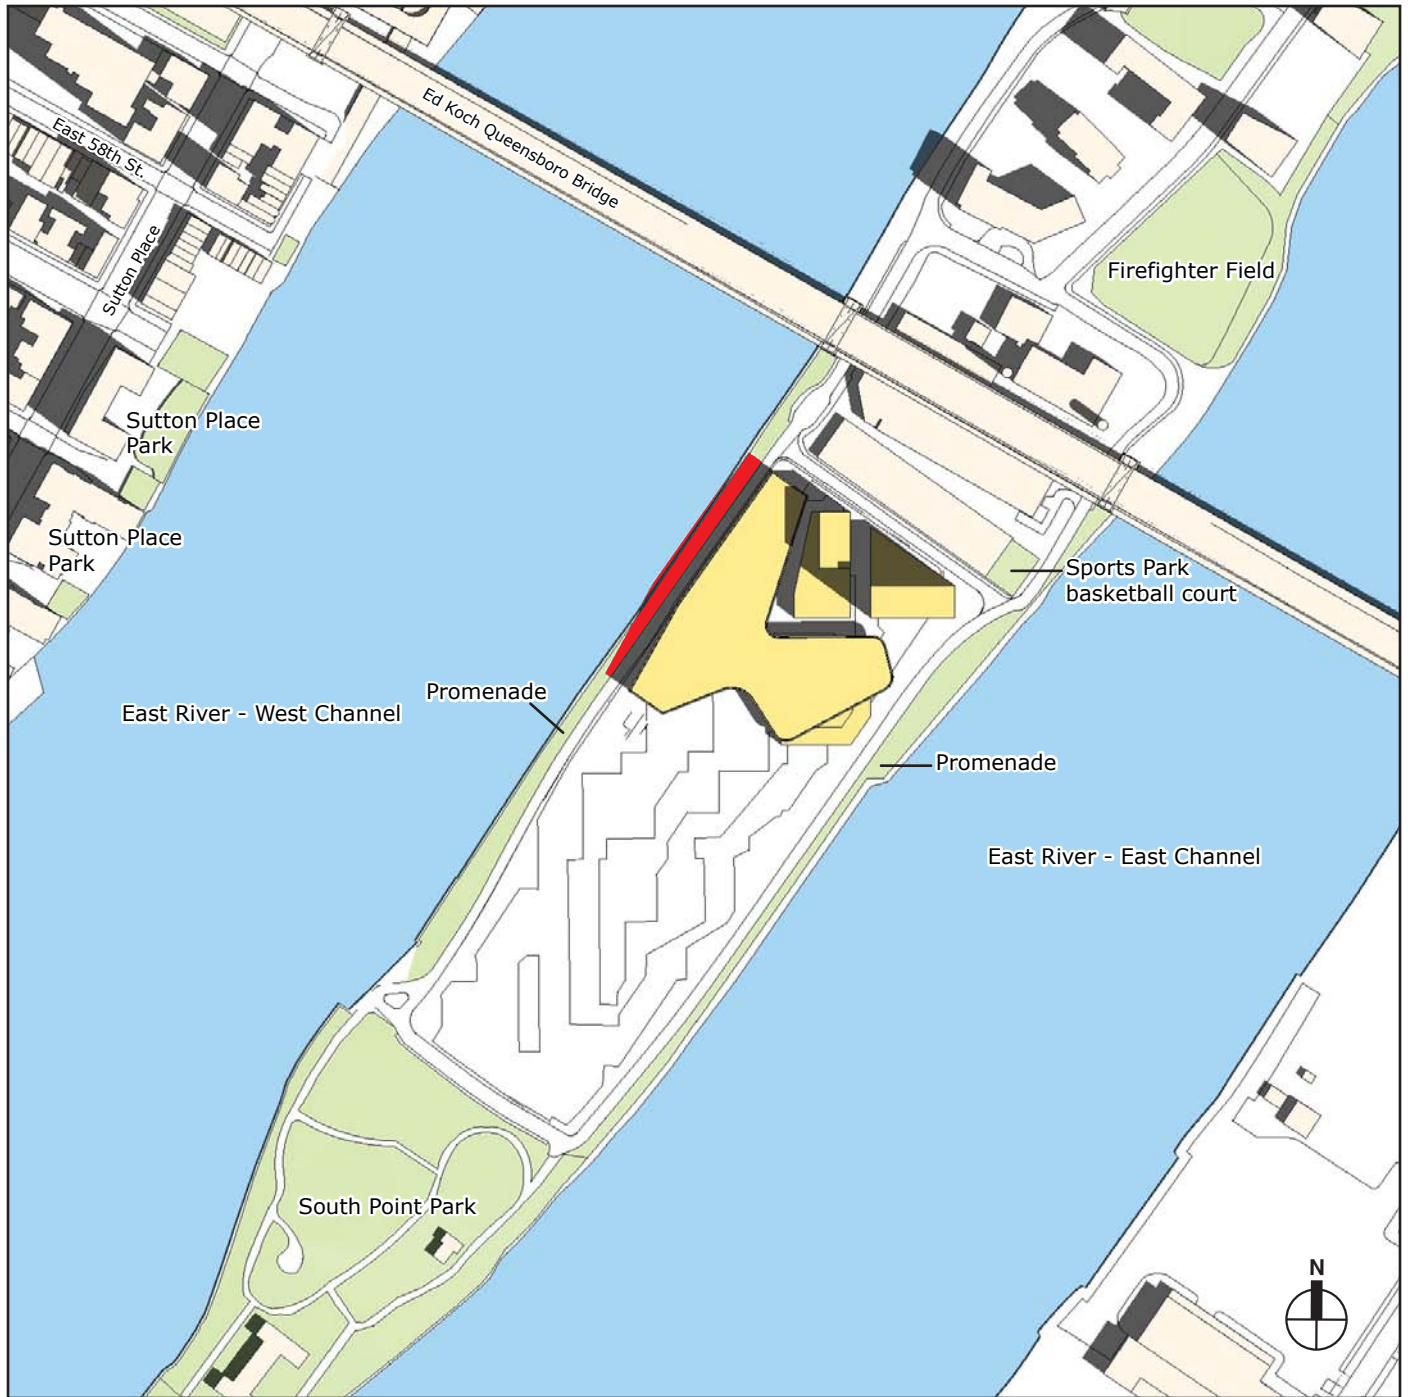 Ed Koch Queensboro Bridge
East 58th St.
Sutton Place
Firefighter Field
Sutton Place
Park
Sutton Place
Park
Sports Park
basketball court
Promenade
East River - West Channel
Promenade
East River - East Channel
South Point Park
N